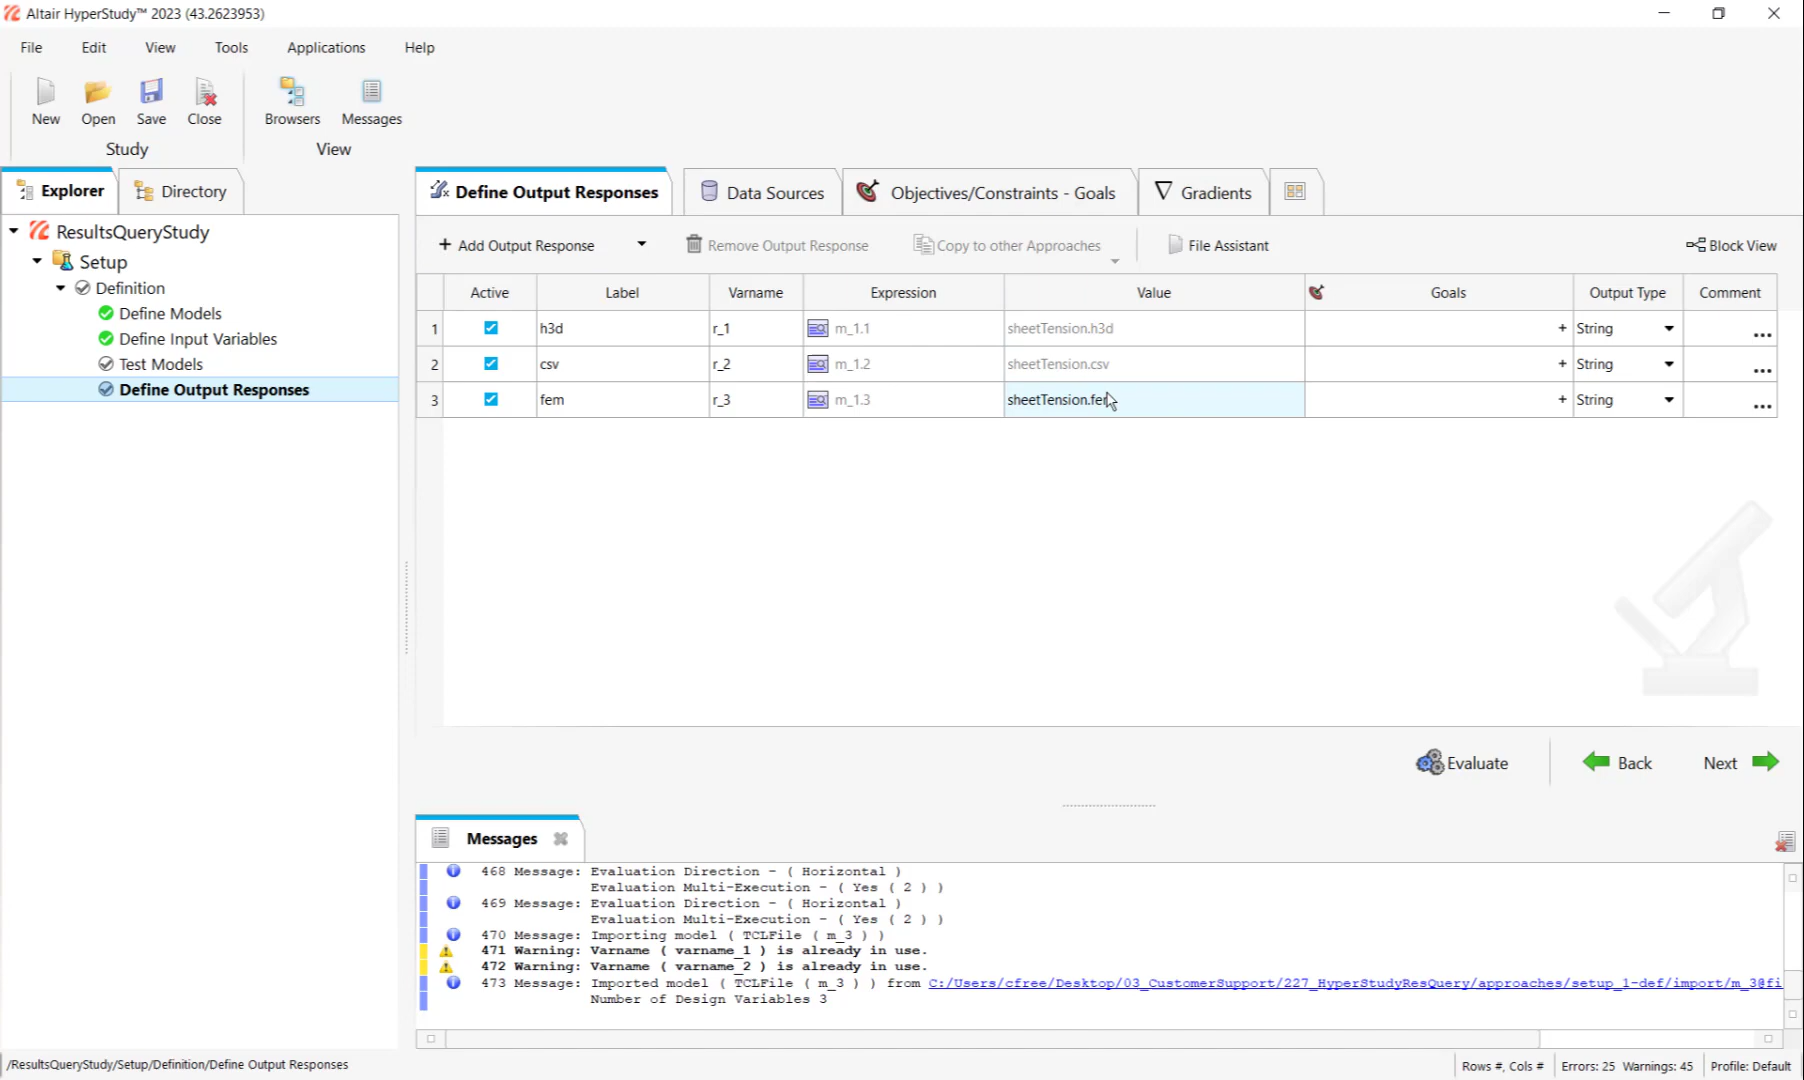 Altair HyperStudy™ 2023 (43.2623953)
File Edit View Tools Applications Help
New Open Save Close Browsers Messages
Study View
Explorer Directory Define Output Responses Data Sources Objectives/Constraints - Goals Gradients
ResultsQueryStudy
Setup
Definition
Define Models
Define Input Variables
Test Models
Define Output Responses
+ Add Output Response Remove Output Response Copy to other Approaches File Assistant Block View
Active Label Varname Expression Value Goals Output Type Comment
1 h3d r_1 m_1.1 sheetTension.h3d + String ...
2 csv r_2 m_1.2 sheetTension.csv + String ...
3 fem r_3 m_1.3 + String ...
Evaluate Back Next
Messages
468 Message: Evaluation Direction - ( Horizontal )
Evaluation Multi-Execution - ( Yes ( 2 ) )
469 Message: Evaluation Direction - ( Horizontal )
Evaluation Multi-Execution - ( Yes ( 2 ) )
470 Message: Importing model ( TCLFile ( m_3 ) )
471 Warning: Varname ( varname_1 ) is already in use.
472 Warning: Varname ( varname_2 ) is already in use.
473 Message: Imported model ( TCLFile ( m_3 ) ) from C:/Users/cfree/Desktop/03_CustomerSupport/227_HyperStudyResQuery/approaches/setup_1-def/import/m_3@fi
Number of Design Variables 3
/ResultsQueryStudy/Setup/Definition/Define Output Responses Rows #, Cols # Errors: 25 Warnings: 45 Profile: Default